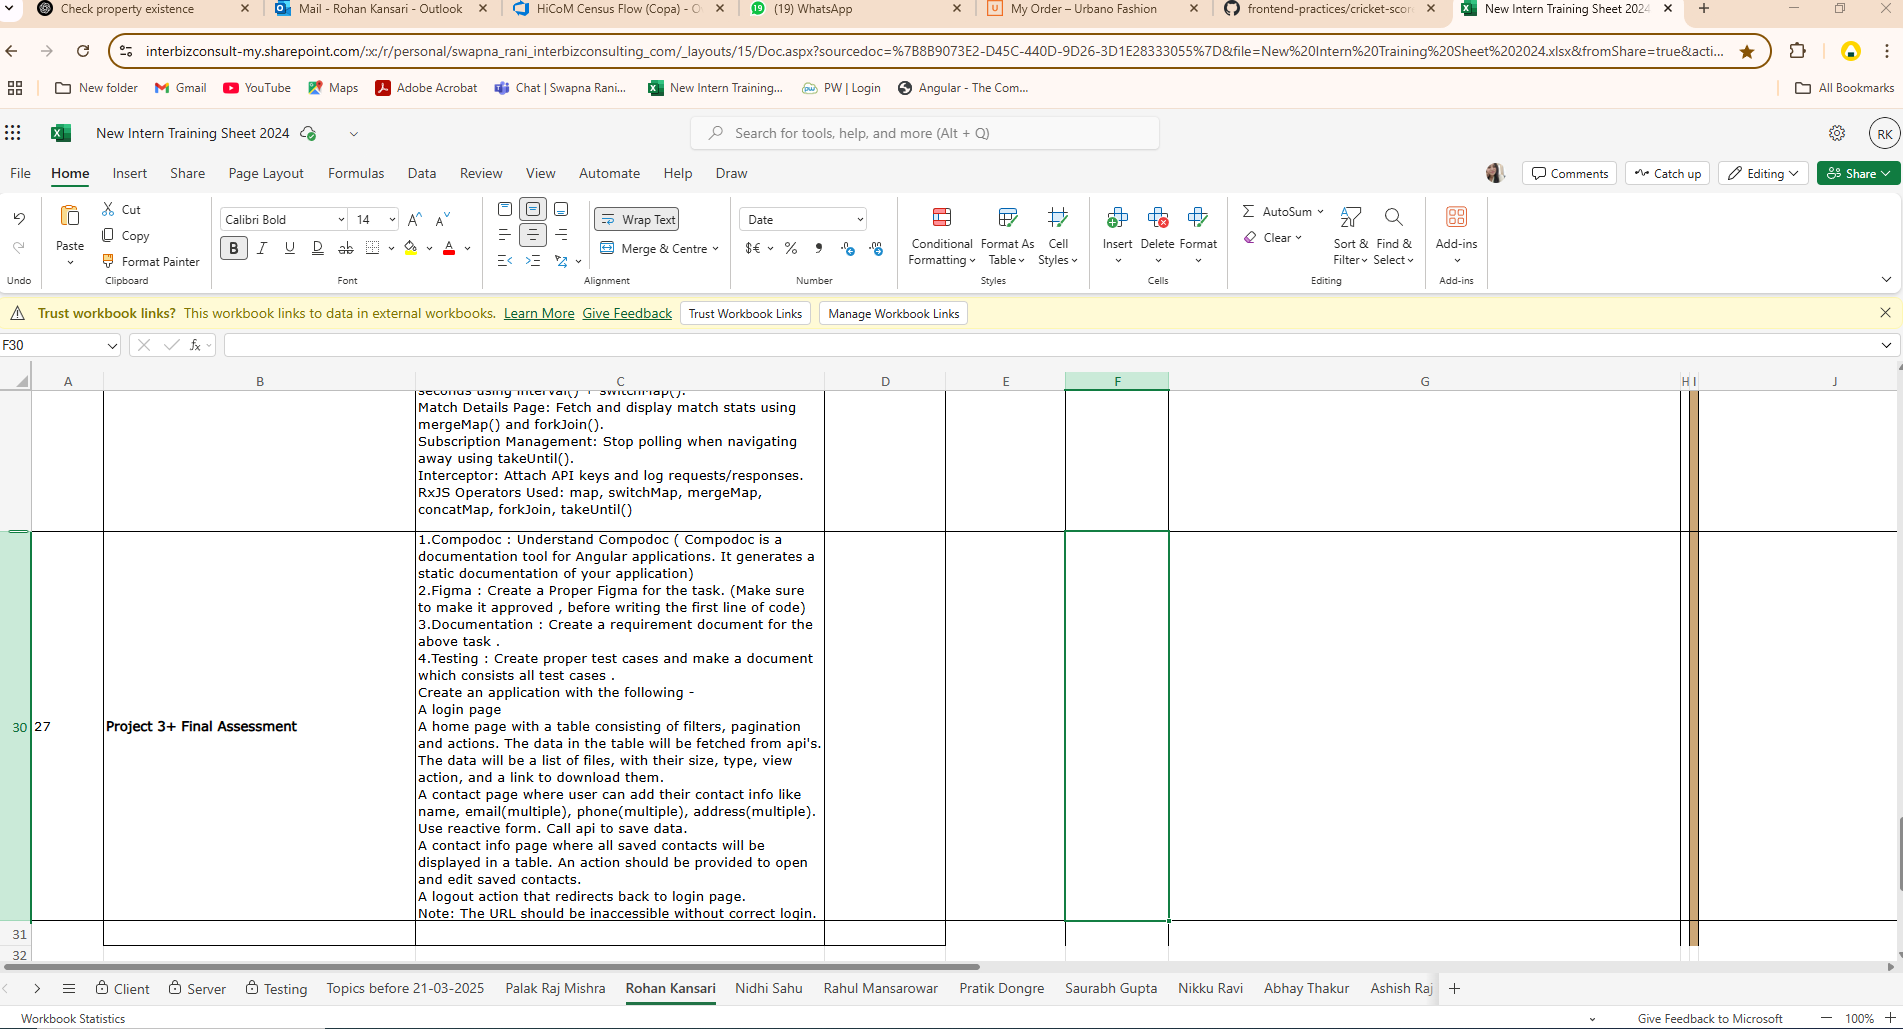 Check property existence
Mail - Rohan Kansari - Outlook
HiCoM Census Flow (Copa) - O
(19) WhatsApp
My Order – Urbano Fashion
frontend-practices/cricket-scor
New Intern Training Sheet 2024
interbizconsult-my.sharepoint.com/:x:/r/personal/swapna_rani_interbizconsulting_com/_layouts/15/Doc.aspx?sourcedoc=%7B8B9073E2-D45C-440D-9D26-3D1E28333055%7D&file=New%20Intern%20Training%20Sheet%202024.xlsx&fromShare=true&acti...
New folder
Gmail
YouTube
Maps
Adobe Acrobat
Chat | Swapna Rani...
New Intern Training...
PW | Login
Angular - The Com...
All Bookmarks
New Intern Training Sheet 2024
Search for tools, help, and more (Alt + Q)
RK
File Home Insert Share Page Layout Formulas Data Review View Automate Help Draw
Comments
Catch up
Editing
Share
Cut
Calibri Bold
14
Wrap Text
Date
AutoSum
Paste
Copy
Merge & Centre
Conditional Formatting
Format As Table
Cell Styles
Insert
Delete
Format
Clear
Sort & Filter
Find & Select
Add-ins
Format Painter
Undo
Clipboard
Font
Alignment
Number
Styles
Cells
Editing
Add-ins
Trust workbook links? This workbook links to data in external workbooks. Learn More Give Feedback Trust Workbook Links Manage Workbook Links
F30
fx
A B C D E F G H I J
seconds using interval() + switchMap().
Match Details Page: Fetch and display match stats using
mergeMap() and forkJoin().
Subscription Management: Stop polling when navigating
away using takeUntil().
Interceptor: Attach API keys and log requests/responses.
RxJS Operators Used: map, switchMap, mergeMap,
concatMap, forkJoin, takeUntil()
30
27
Project 3+ Final Assessment
1.Compodoc : Understand Compodoc ( Compodoc is a
documentation tool for Angular applications. It generates a
static documentation of your application)
2.Figma : Create a Proper Figma for the task. (Make sure
to make it approved , before writing the first line of code)
3.Documentation : Create a requirement document for the
above task .
4.Testing : Create proper test cases and make a document
which consists all test cases .
Create an application with the following -
A login page
A home page with a table consisting of filters, pagination
and actions. The data in the table will be fetched from api's.
The data will be a list of files, with their size, type, view
action, and a link to download them.
A contact page where user can add their contact info like
name, email(multiple), phone(multiple), address(multiple).
Use reactive form. Call api to save data.
A contact info page where all saved contacts will be
displayed in a table. An action should be provided to open
and edit saved contacts.
A logout action that redirects back to login page.
Note: The URL should be inaccessible without correct login.
31
32
Client
Server
Testing
Topics before 21-03-2025
Palak Raj Mishra
Rohan Kansari
Nidhi Sahu
Rahul Mansarowar
Pratik Dongre
Saurabh Gupta
Nikku Ravi
Abhay Thakur
Ashish Raj
Workbook Statistics
Give Feedback to Microsoft
100%